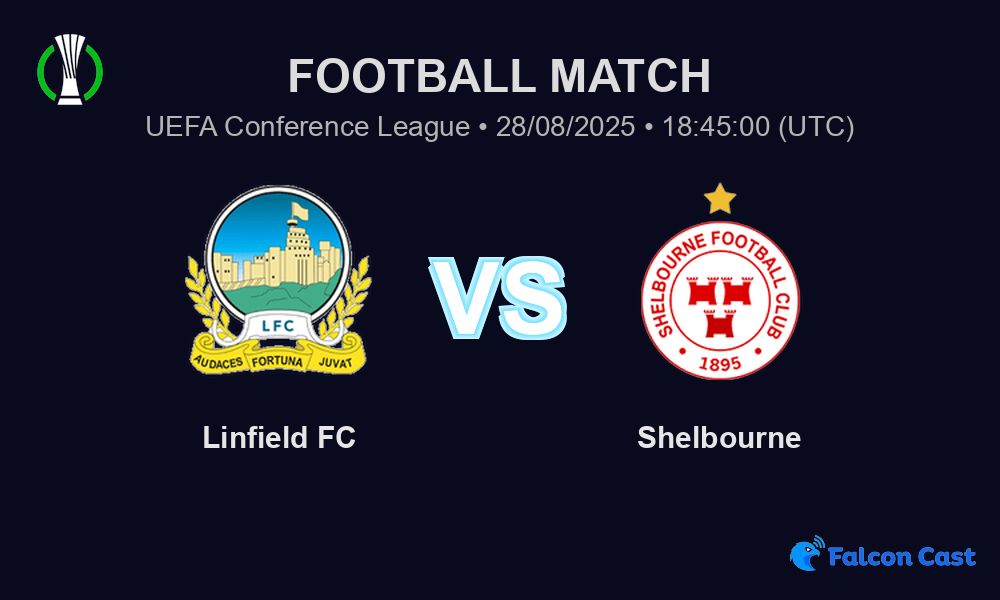 FOOTBALL MATCH
UEFA Conference League • 28/08/2025 • 18:45:00 (UTC)
LFC
AUDACES FORTUNA JUVAT
VS
SHELBOURNE FOOTBALL CLUB
• 1895 •
Linfield FC
Shelbourne
Falcon Cast